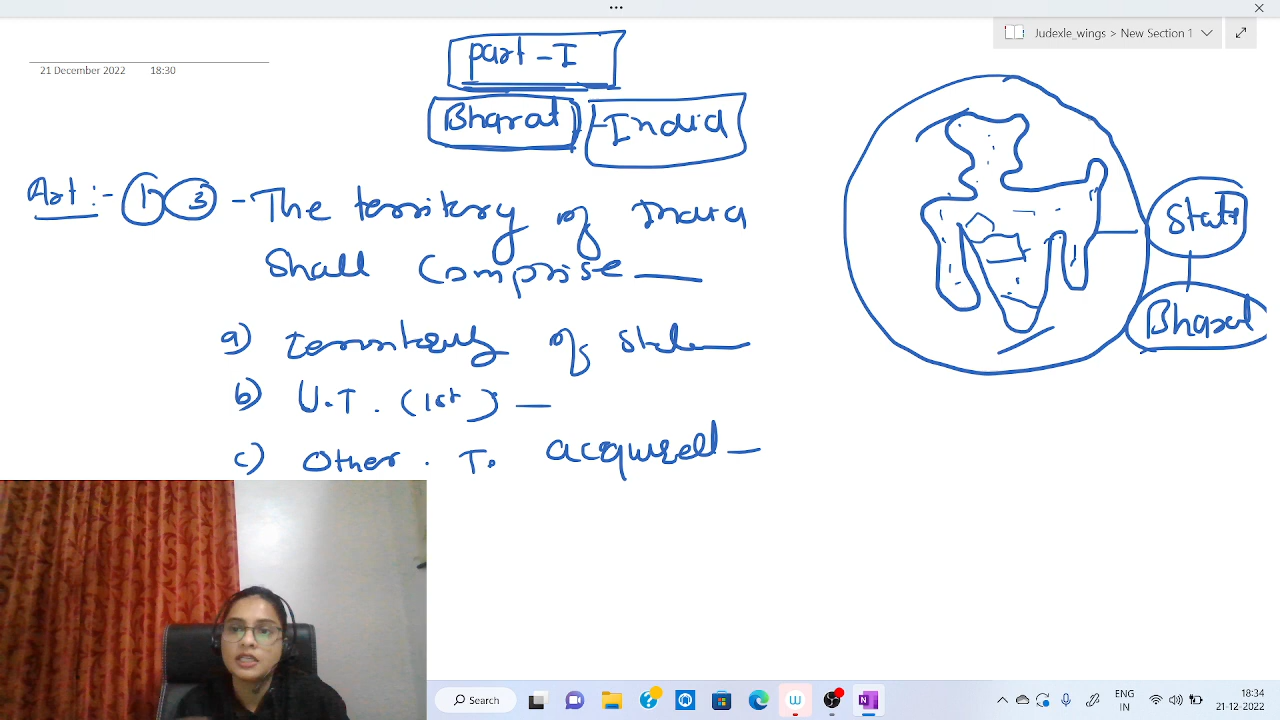 Judicle_wings > New Section 1
21 December 2022 18:30
part - I
Bharat - India
Art :- 1 3 - The territory of India
Shall Comprise
a) territory of State
b) U.T. (1st)
c) Other . T. acquired
State
Bharat
Search
ENG
IN
18:34
21-12-2022